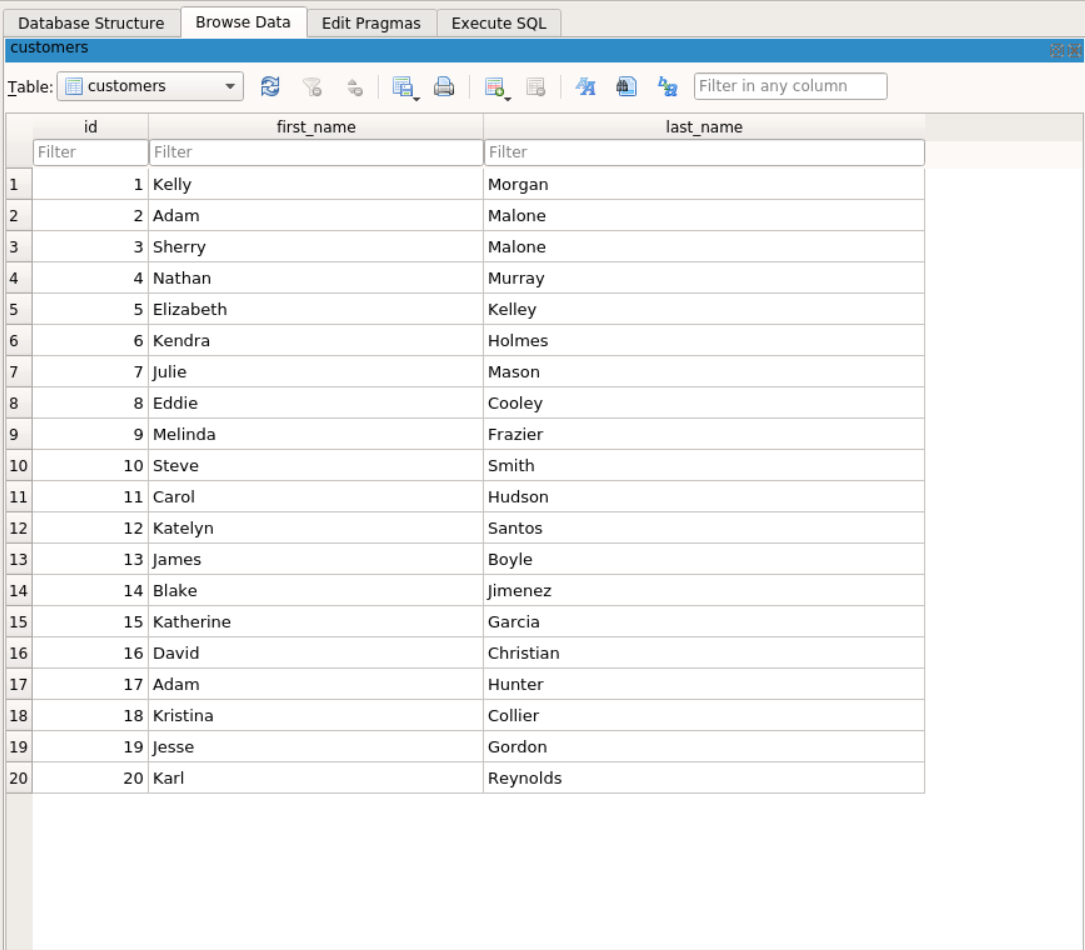 Database Structure Browse Data Edit Pragmas Execute SQL
customers
Table: customers Filter in any column
id first_name last_name
Filter Filter Filter
1 1 Kelly Morgan
2 2 Adam Malone
3 3 Sherry Malone
4 4 Nathan Murray
5 5 Elizabeth Kelley
6 6 Kendra Holmes
7 7 Julie Mason
8 8 Eddie Cooley
9 9 Melinda Frazier
10 10 Steve Smith
11 11 Carol Hudson
12 12 Katelyn Santos
13 13 James Boyle
14 14 Blake Jimenez
15 15 Katherine Garcia
16 16 David Christian
17 17 Adam Hunter
18 18 Kristina Collier
19 19 Jesse Gordon
20 20 Karl Reynolds